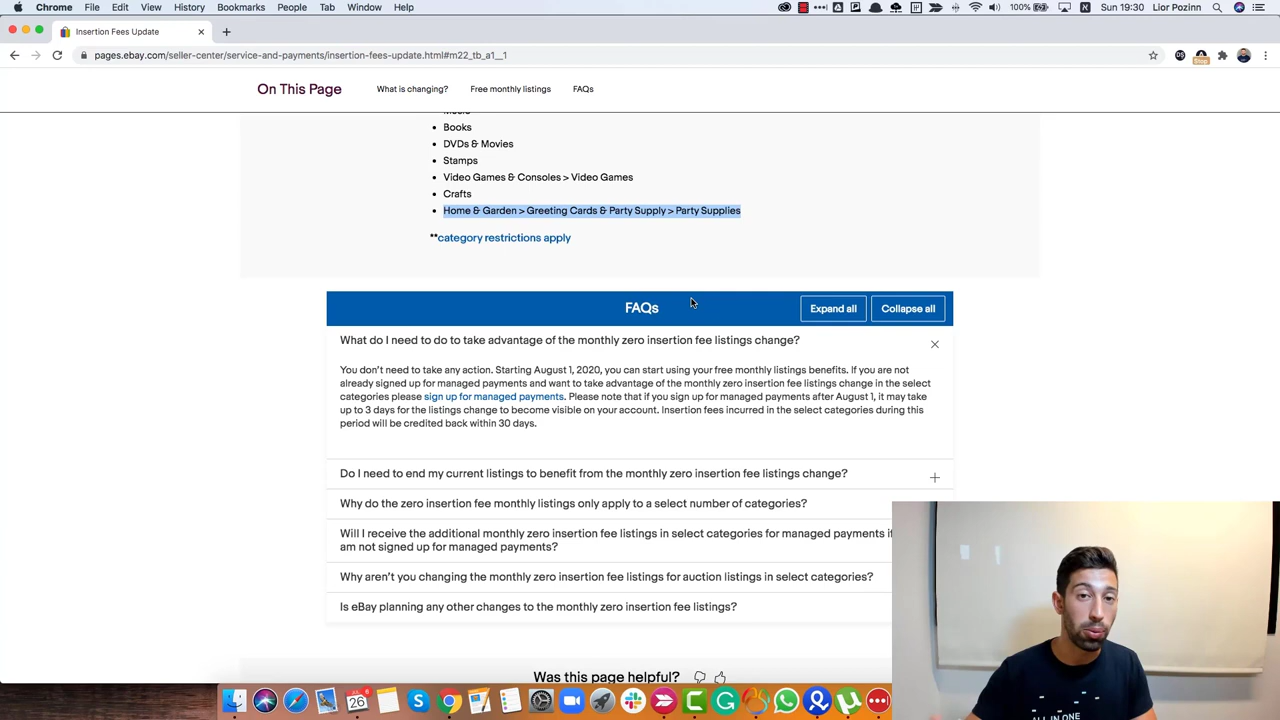 Chrome File Edit View History Bookmarks People Tab Window Help 100% Sun 19:30 Lior Pozinn
Insertion Fees Update
pages.ebay.com/seller-center/service-and-payments/insertion-fees-update.html#m22_tb_a1__1
Stop
On This Page What is changing? Free monthly listings FAQs
Music
Books
DVDs & Movies
Stamps
Video Games & Consoles > Video Games
Crafts
Home & Garden > Greeting Cards & Party Supply > Party Supplies
**category restrictions apply
FAQs Expand all Collapse all
What do I need to do to take advantage of the monthly zero insertion fee listings change?
You don't need to take any action. Starting August 1, 2020, you can start using your free monthly listings benefits. If you are not
already signed up for managed payments and want to take advantage of the monthly zero insertion fee listings change in the select
categories please sign up for managed payments. Please note that if you sign up for managed payments after August 1, it may take
up to 3 days for the listings change to become visible on your account. Insertion fees incurred in the select categories during this
period will be credited back within 30 days.
Do I need to end my current listings to benefit from the monthly zero insertion fee listings change?
Why do the zero insertion fee monthly listings only apply to a select number of categories?
Will I receive the additional monthly zero insertion fee listings in select categories for managed payments if
am not signed up for managed payments?
Why aren't you changing the monthly zero insertion fee listings for auction listings in select categories?
Is eBay planning any other changes to the monthly zero insertion fee listings?
Was this page helpful?
26
ALL IN ONE